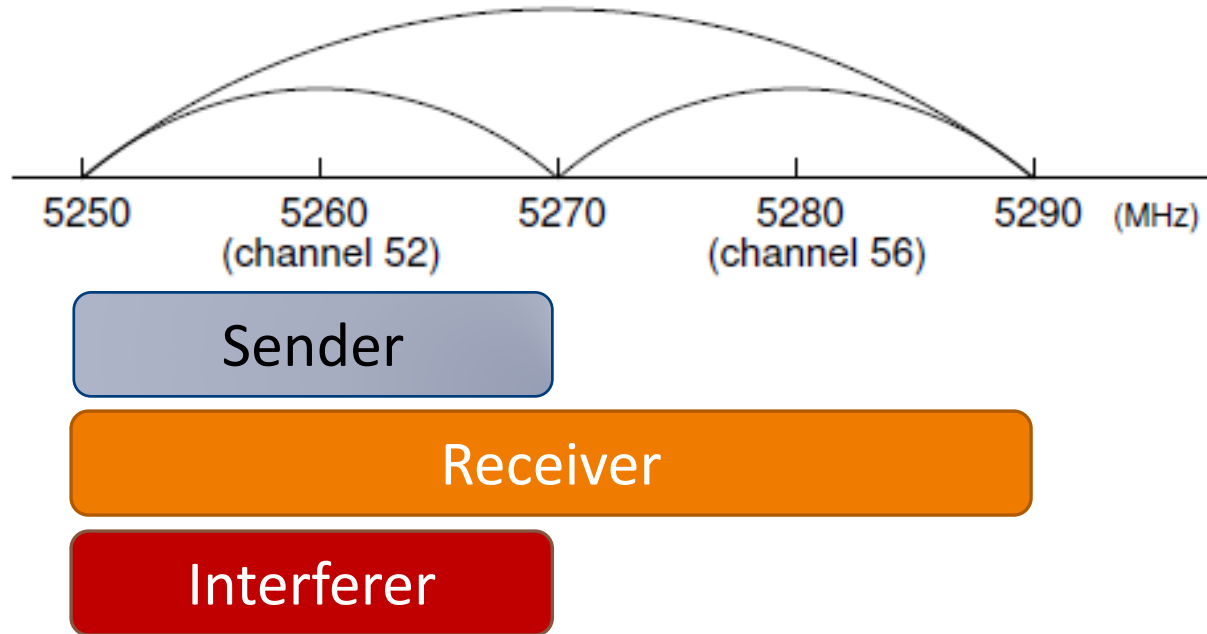 5250 5260 5270 5280 5290 (MHz)
(channel 52) (channel 56)
Sender
Receiver
Interferer